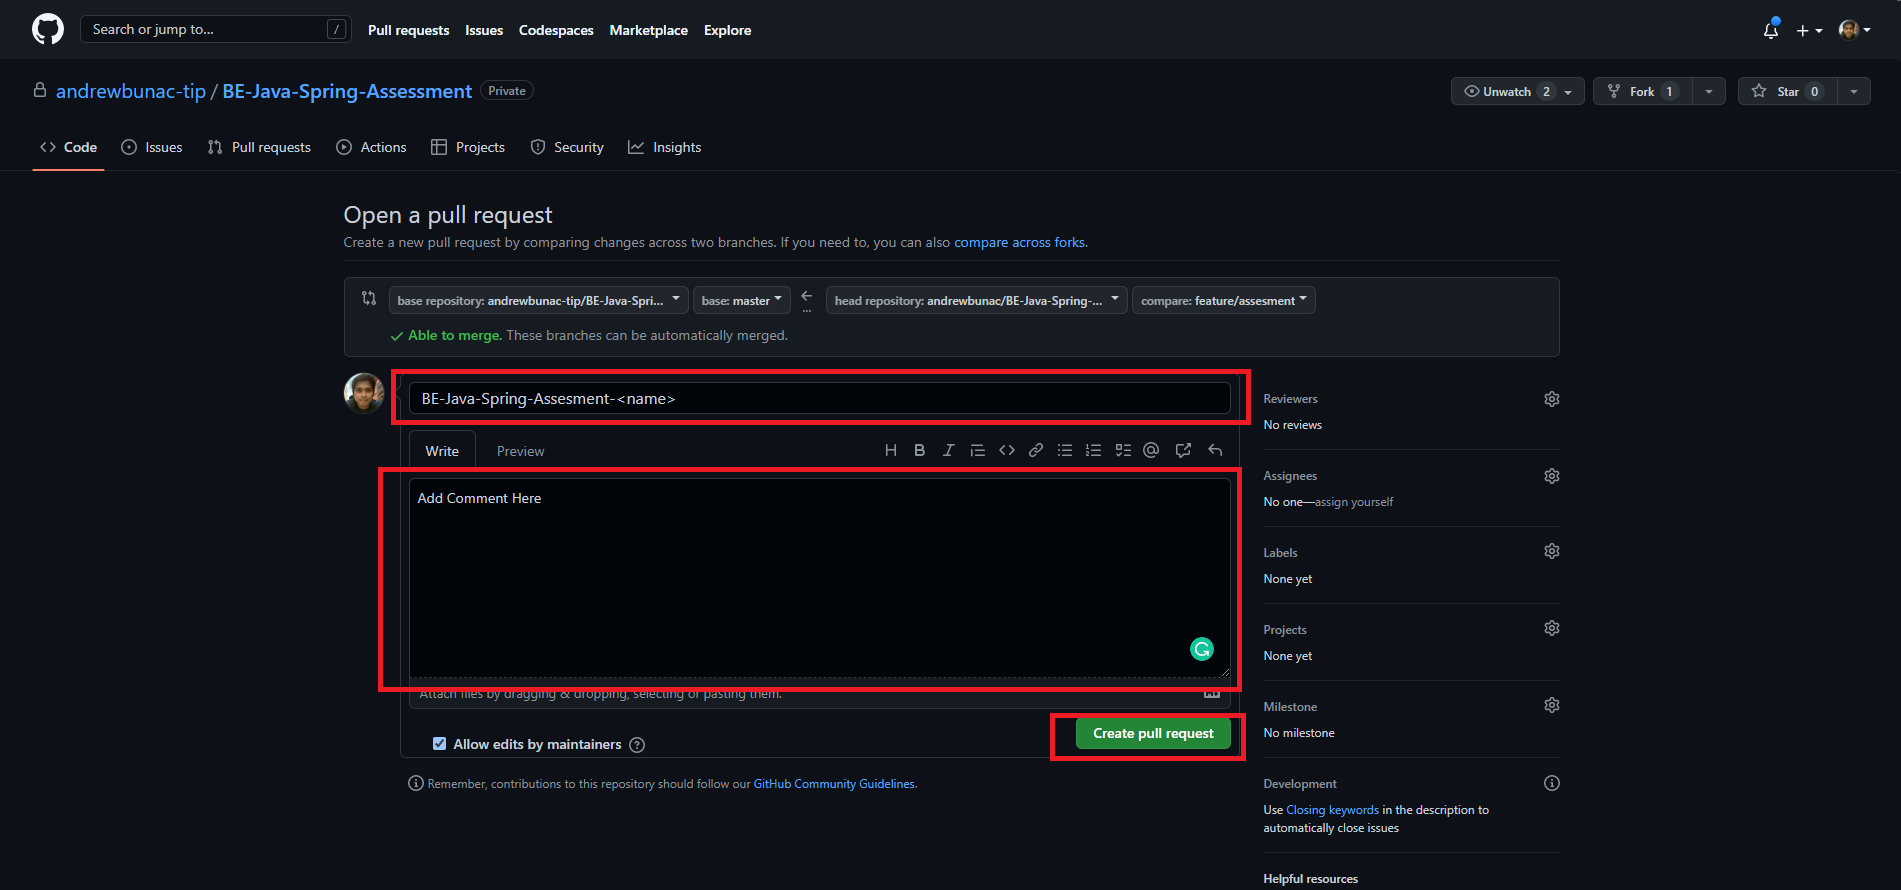 Search or jump to... /
Pull requests Issues Codespaces Marketplace Explore
andrewbunac-tip / BE-Java-Spring-Assessment Private
Unwatch 2 Fork 1 Star 0
Code Issues Pull requests Actions Projects Security Insights
Open a pull request
Create a new pull request by comparing changes across two branches. If you need to, you can also compare across forks.
base repository: andrewbunac-tip/BE-Java-Spri... base: master ← head repository: andrewbunac/BE-Java-Spring-... compare: feature/assesment
...
Able to merge. These branches can be automatically merged.
BE-Java-Spring-Assesment-<name>
Write Preview
Add Comment Here
Attach files by dragging & dropping, selecting or pasting them.
Allow edits by maintainers
Create pull request
Remember, contributions to this repository should follow our GitHub Community Guidelines.
Reviewers
No reviews
Assignees
No one—assign yourself
Labels
None yet
Projects
None yet
Milestone
No milestone
Development
Use Closing keywords in the description to
automatically close issues
Helpful resources